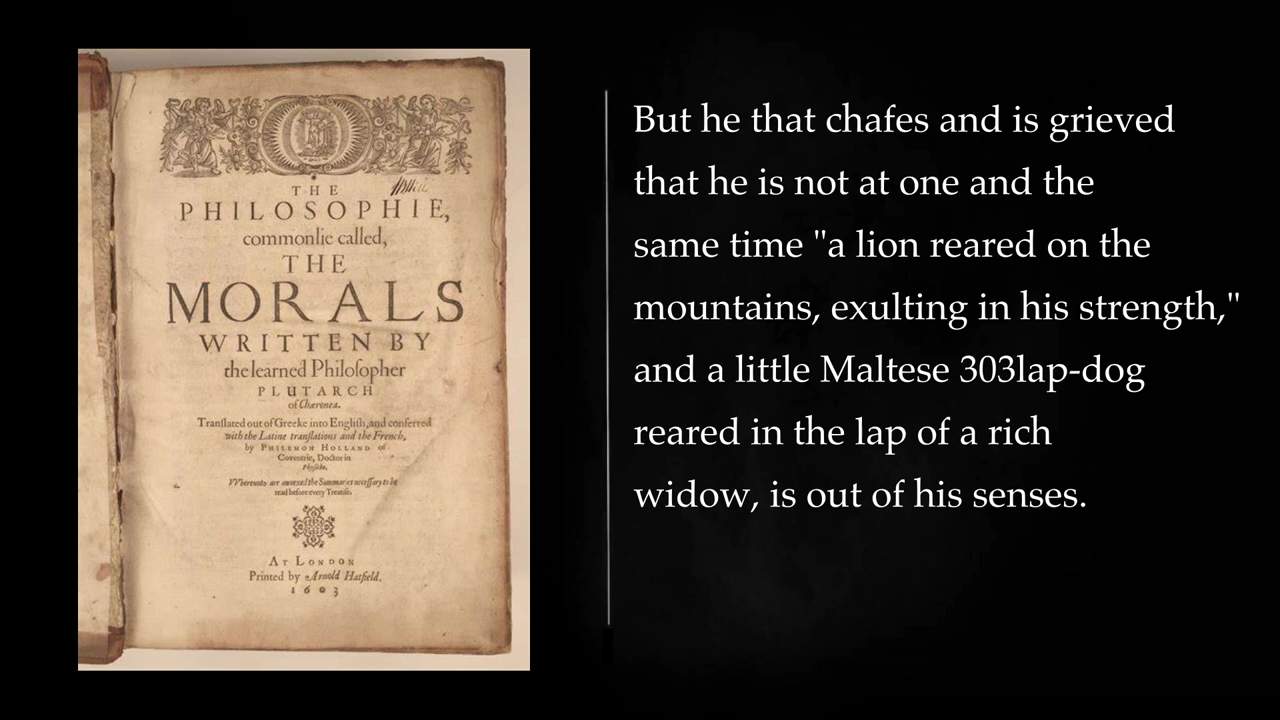 THE
PHILOSOPHIE,
commonlie called,
THE
MORALS
WRITTEN BY
the learned Philosopher
PLUTARCH
of Chæronea.
Translated out of Greeke into English, and conferred
with the Latine translations and the French,
by PHILEMON HOLLAND of
Coventrie, Doctor in
Physicke.
VVhereunto are annexed the Summaries necessary to be
read before every Treatise.
AT LONDON
Printed by Arnold Hatfield.
1603
But he that chafes and is grieved
that he is not at one and the
same time "a lion reared on the
mountains, exulting in his strength,"
and a little Maltese 303lap-dog
reared in the lap of a rich
widow, is out of his senses.